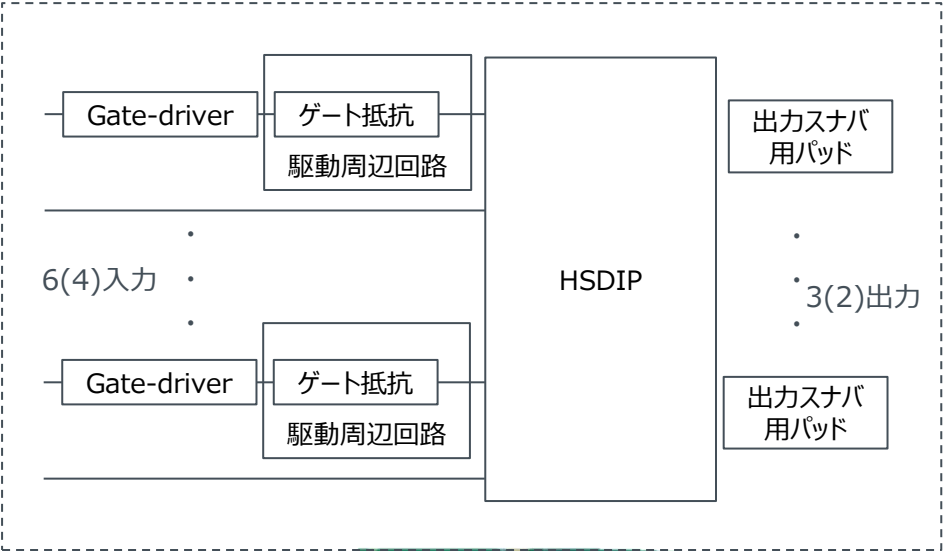 Gate-driver
ゲート抵抗
駆動周辺回路
出力スナバ
用パッド
6(4)入力
HSDIP
3(2)出力
Gate-driver
ゲート抵抗
駆動周辺回路
出力スナバ
用パッド